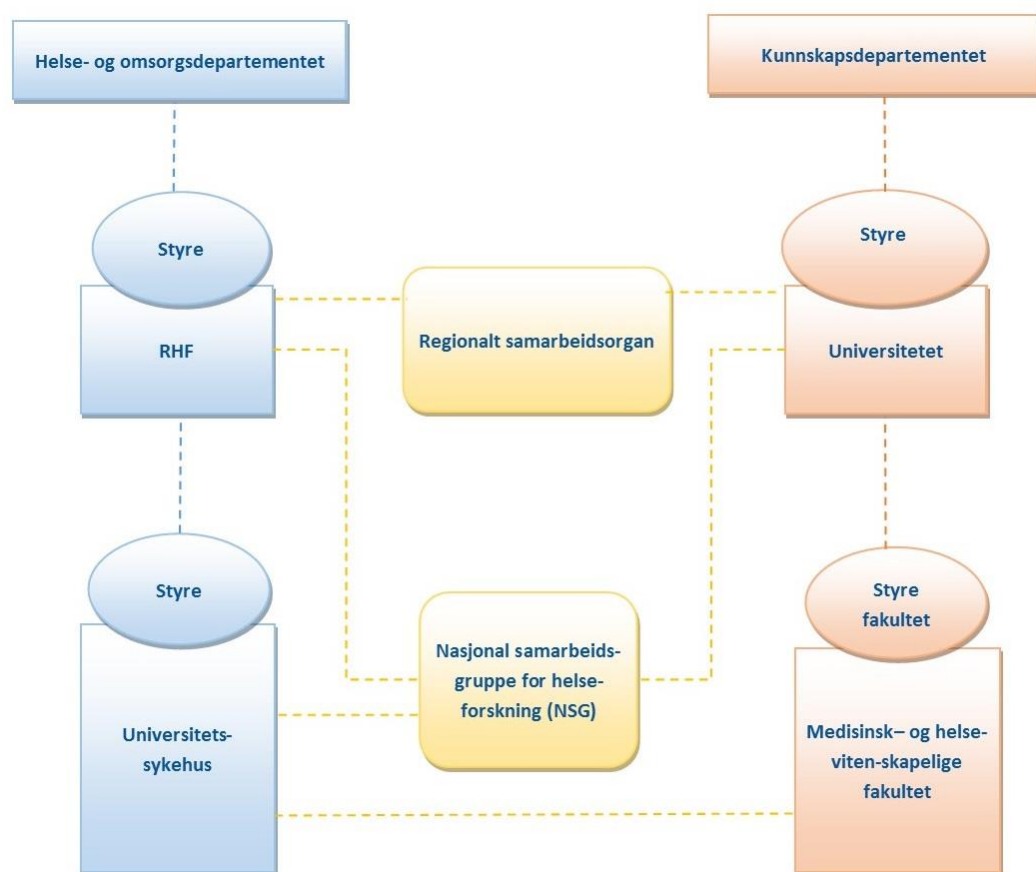 Helse- og omsorgsdepartementet
Kunnskapsdepartementet
Styre
Styre
RHF
Regionalt samarbeidsorgan
Universitetet
Styre
Styre
fakultet
Nasjonal samarbeids-
gruppe for helse-
forskning (NSG)
Universitets-
sykehus
Medisinsk– og helse-
viten-skapelige
fakultet